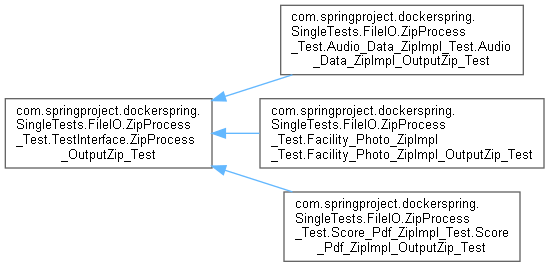 com.springproject.dockerspring.
SingleTests.FileIO.ZipProcess
_Test.Audio_Data_ZipImpl_Test.Audio
_Data_ZipImpl_OutputZip_Test
com.springproject.dockerspring.
SingleTests.FileIO.ZipProcess
_Test.TestInterface.ZipProcess
_OutputZip_Test
com.springproject.dockerspring.
SingleTests.FileIO.ZipProcess
_Test.Facility_Photo_ZipImpl
_Test.Facility_Photo_ZipImpl_OutputZip_Test
com.springproject.dockerspring.
SingleTests.FileIO.ZipProcess
_Test.Score_Pdf_ZipImpl_Test.Score
_Pdf_ZipImpl_OutputZip_Test